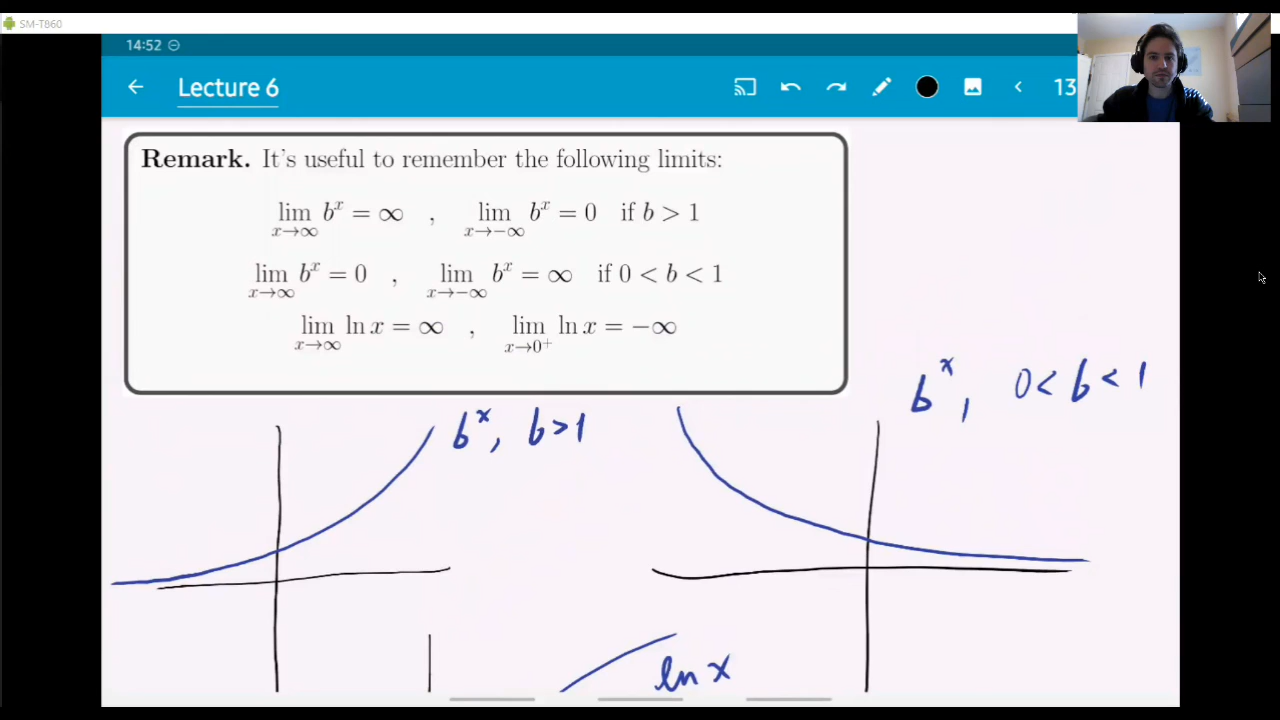 SM-T860
14:52
Lecture 6
13
Remark. It's useful to remember the following limits:
lim_{x→∞} b^x = ∞ , lim_{x→−∞} b^x = 0 if b > 1
lim_{x→∞} b^x = 0 , lim_{x→−∞} b^x = ∞ if 0 < b < 1
lim_{x→∞} ln x = ∞ , lim_{x→0⁺} ln x = −∞
b^x, 0 < b < 1
b^x, b > 1
ln x